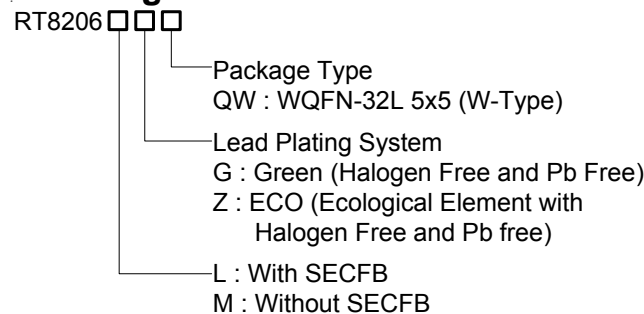 RT8206□□□
Package Type
QW : WQFN-32L 5x5 (W-Type)
Lead Plating System
G : Green (Halogen Free and Pb Free)
Z : ECO (Ecological Element with
Halogen Free and Pb free)
L : With SECFB
M : Without SECFB